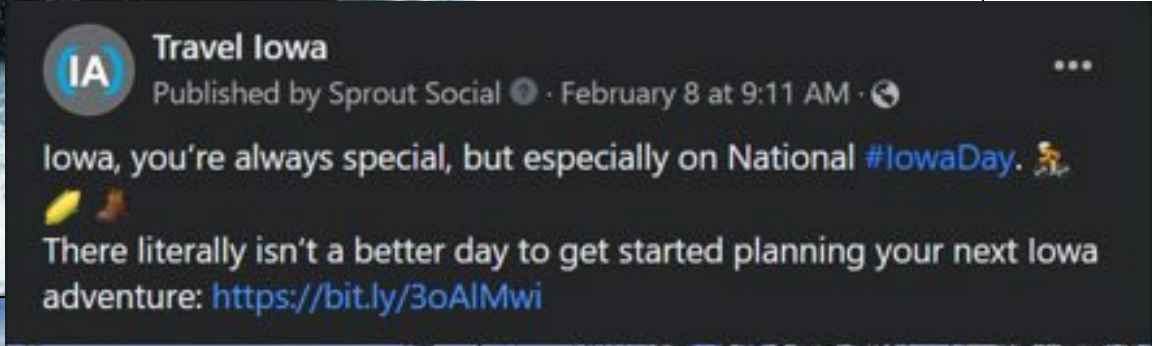 IA
Travel Iowa
Published by Sprout Social · February 8 at 9:11 AM ·
Iowa, you're always special, but especially on National #IowaDay. 🚴
🌽 👢
There literally isn't a better day to get started planning your next Iowa
adventure: https://bit.ly/3oAlMwi